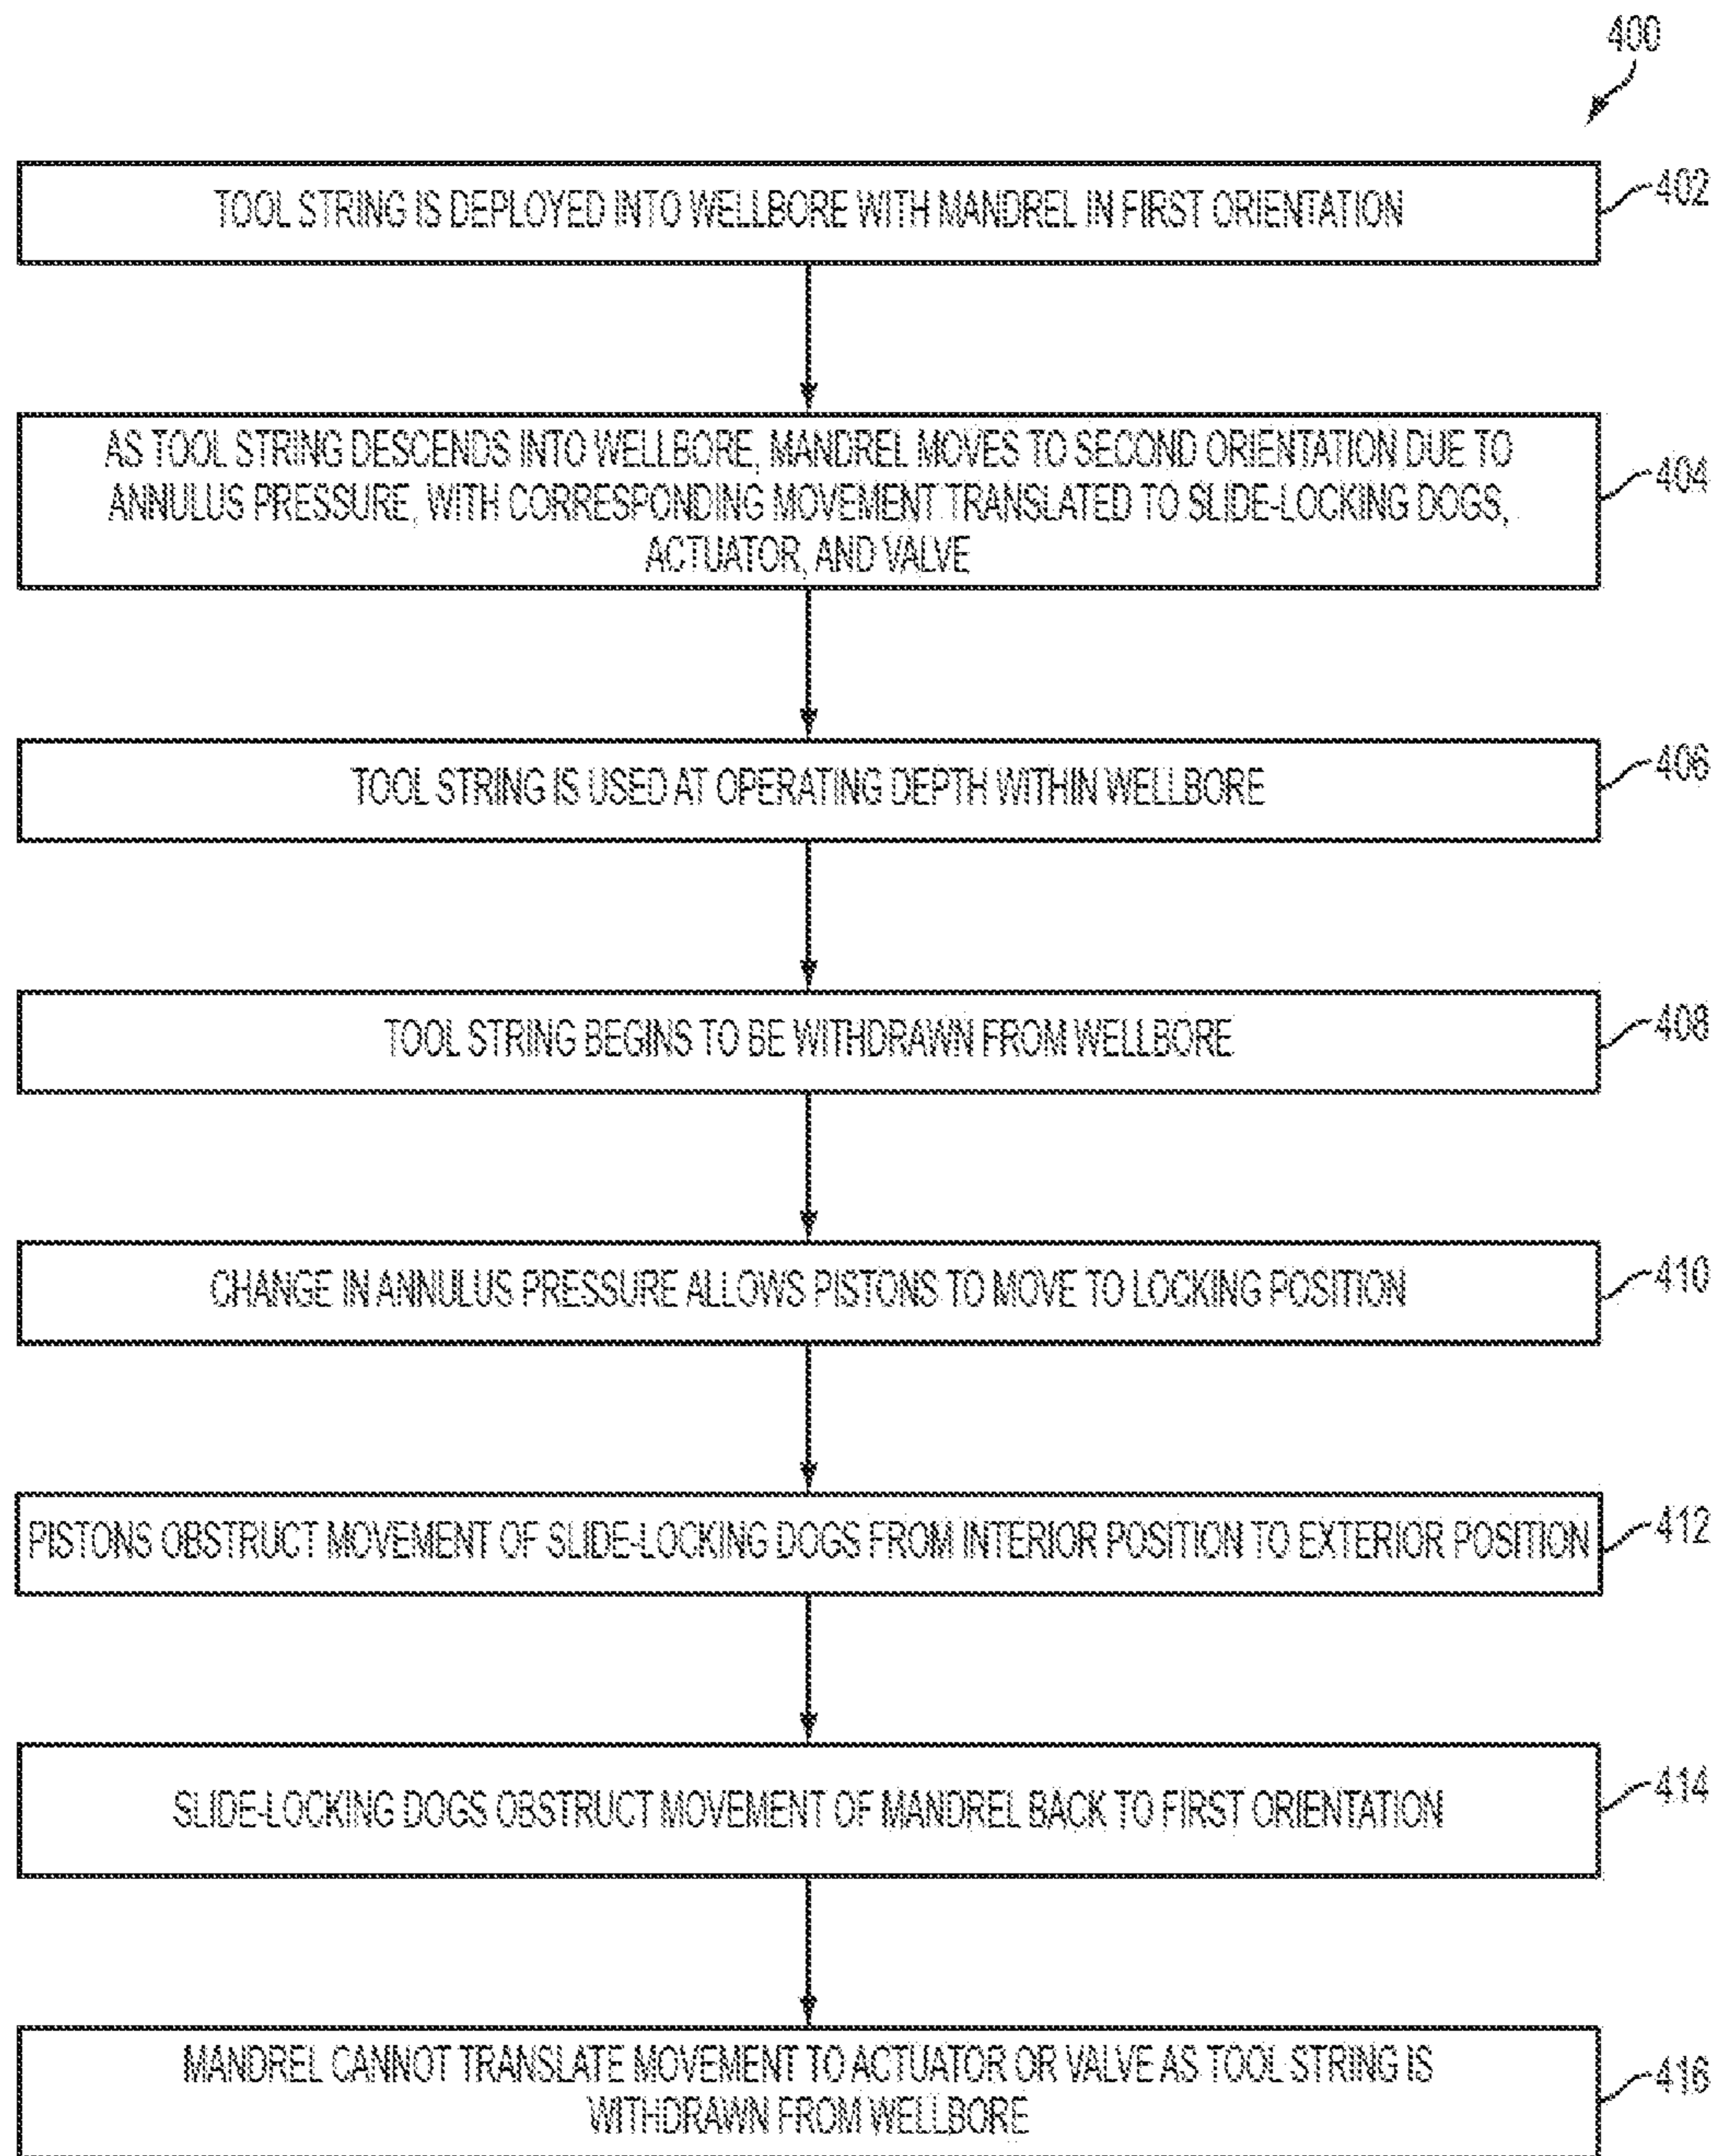 400
TOOL STRING IS DEPLOYED INTO WELLBORE WITH MANDREL IN FIRST ORIENTATION
402
AS TOOL STRING DESCENDS INTO WELLBORE, MANDREL MOVES TO SECOND ORIENTATION DUE TO
ANNULUS PRESSURE, WITH CORRESPONDING MOVEMENT TRANSLATED TO SLIDE-LOCKING DOGS,
ACTUATOR, AND VALVE
404
TOOL STRING IS USED AT OPERATING DEPTH WITHIN WELLBORE
406
TOOL STRING BEGINS TO BE WITHDRAWN FROM WELLBORE
408
CHANGE IN ANNULUS PRESSURE ALLOWS PISTONS TO MOVE TO LOCKING POSITION
410
PISTONS OBSTRUCT MOVEMENT OF SLIDE-LOCKING DOGS FROM INTERIOR POSITION TO EXTERIOR POSITION
412
SLIDE-LOCKING DOGS OBSTRUCT MOVEMENT OF MANDREL BACK TO FIRST ORIENTATION
414
MANDREL CANNOT TRANSLATE MOVEMENT TO ACTUATOR OR VALVE AS TOOL STRING IS
WITHDRAWN FROM WELLBORE
416